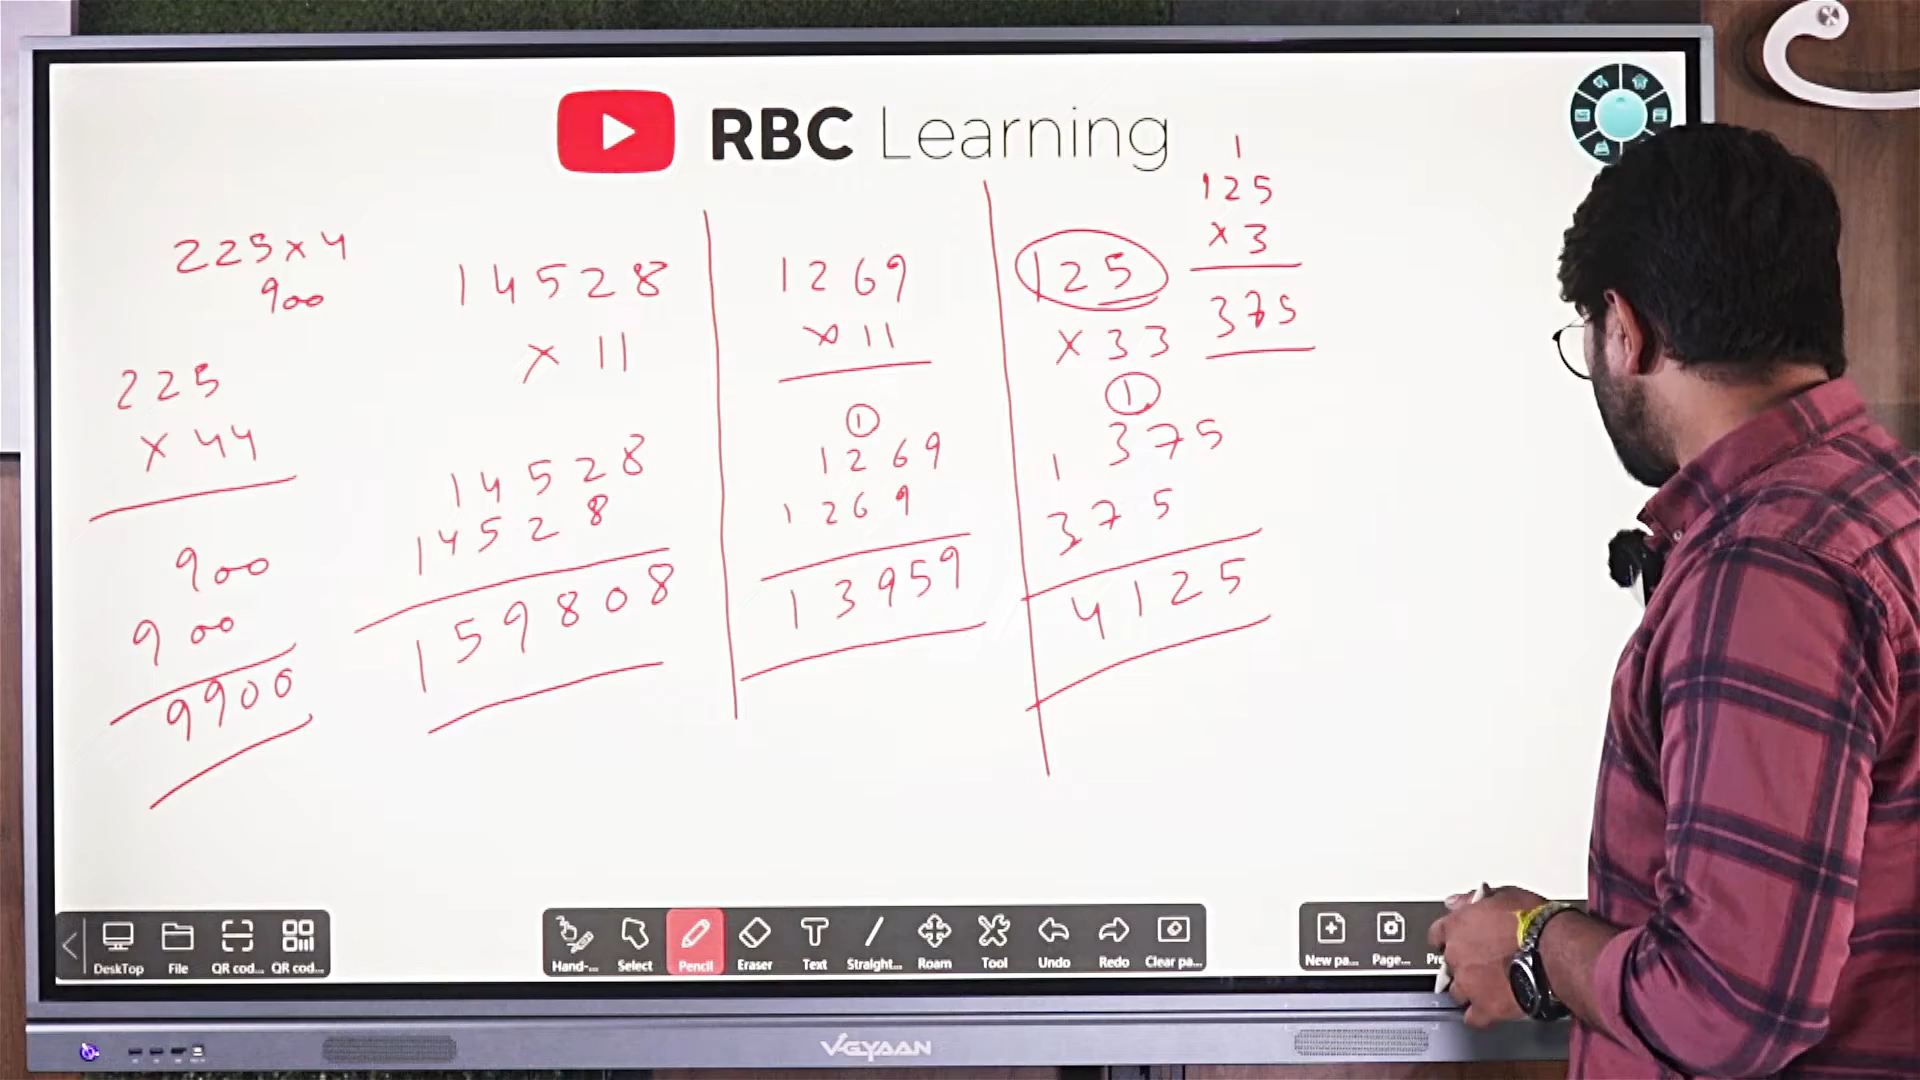 RBC Learning
225 x 4
900
225
x 44
900
900
9900
14528
x 11
14528
14528
159808
1269
x 11
1
1269
1269
13959
125
x 33
1
1 375
375
4125
1
125
x 3
375
DeskTop File QR cod... QR cod...
Hand-... Select Pencil Eraser Text Straight... Roam Tool Undo Redo Clear pa...
New pa... Page...
VGYAAN